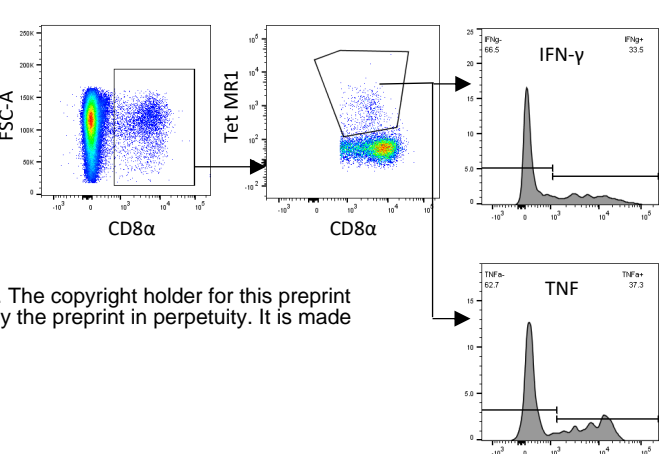 250K
200K
150K
100K
50K
0
FSC-A
-10³ 0 10³ 10⁴ 10⁵
CD8α
10⁵
10⁴
10³
10²
-10²
Tet MR1
-10³ 0 10³ 10⁴ 10⁵
CD8α
25
20
15
10
5.0
0
IFNg-
66.5
IFNg+
33.5
IFN-γ
-10³ 0 10³ 10⁴ 10⁵
. The copyright holder for this preprint
y the preprint in perpetuity. It is made
15
10
5.0
0
TNFa-
62.7
TNFa+
37.3
TNF
-10³ 0 10³ 10⁴ 10⁵